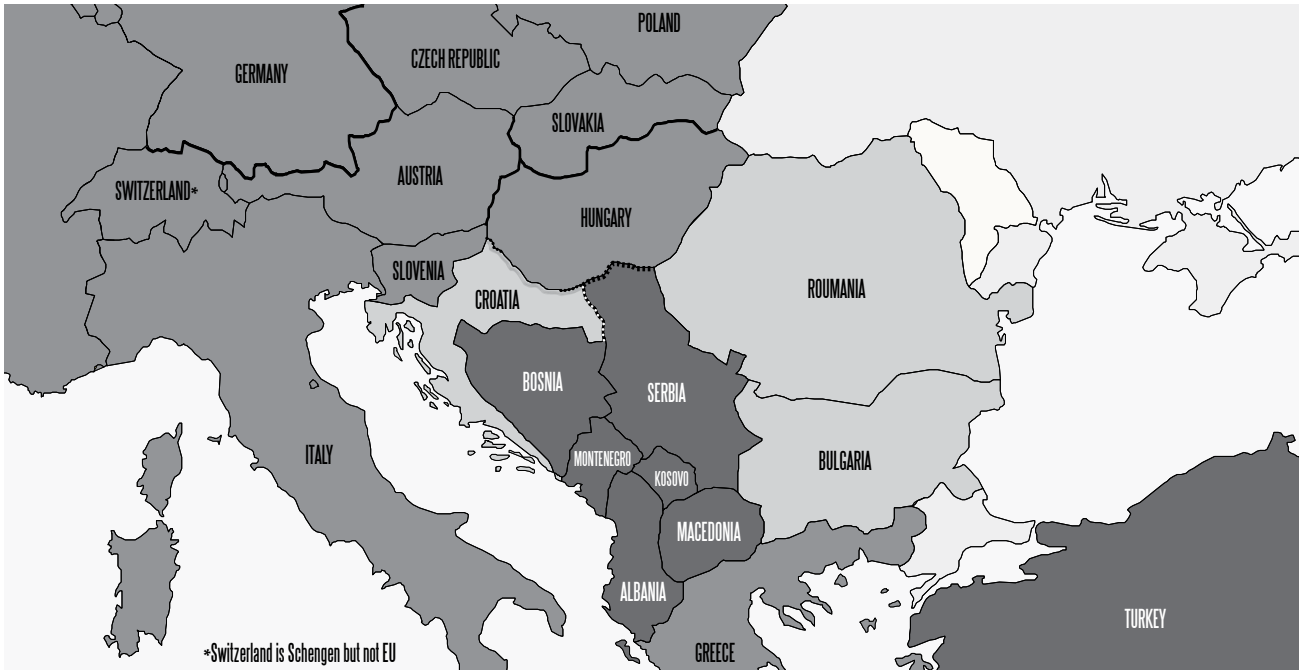 POLAND
CZECH REPUBLIC
GERMANY
SLOVAKIA
AUSTRIA
SWITZERLAND*
HUNGARY
SLOVENIA
ROUMANIA
CROATIA
BOSNIA
SERBIA
ITALY
MONTENEGRO
BULGARIA
KOSOVO
MACEDONIA
ALBANIA
TURKEY
*Switzerland is Schengen but not EU
GREECE